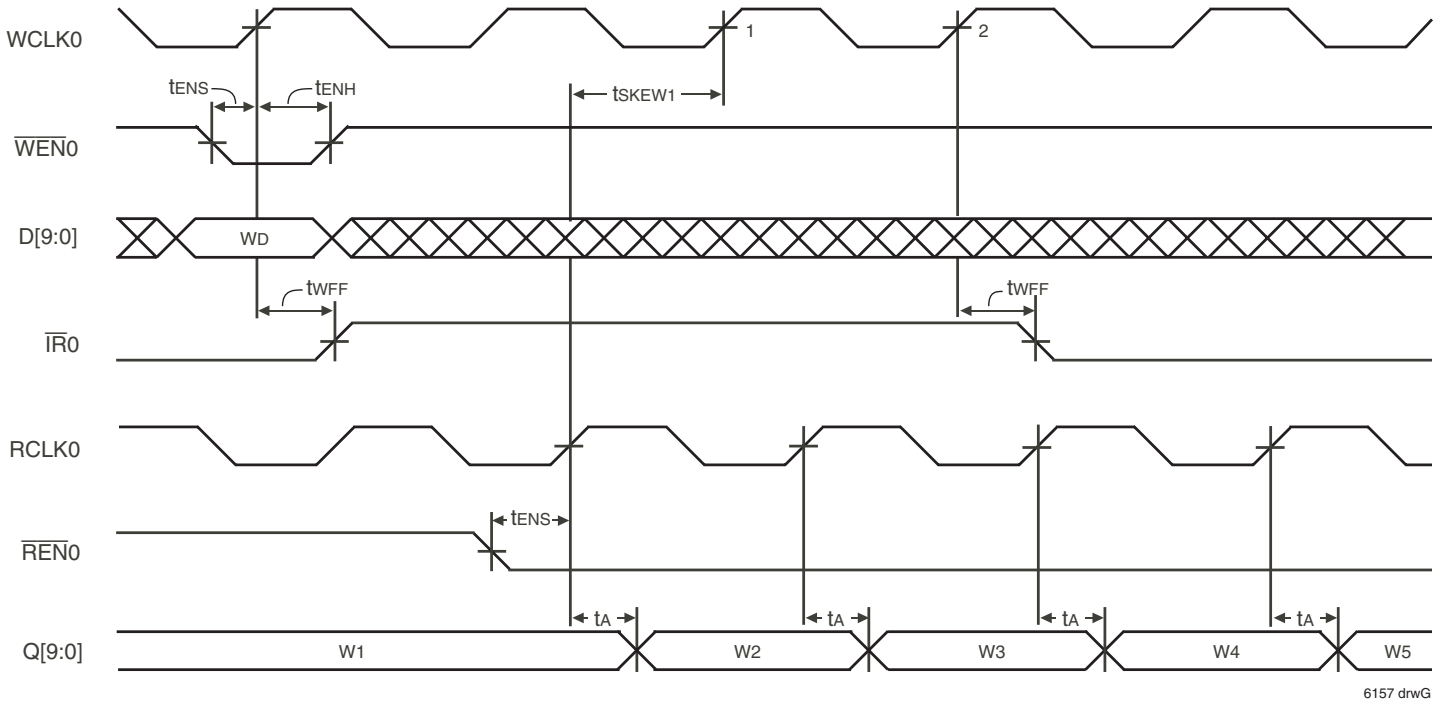 WCLK0
1
2
tENS
tENH
tSKEW1
WEN0
D[9:0]
WD
tWFF
tWFF
IR0
RCLK0
tENS
REN0
tA
tA
tA
tA
Q[9:0]
W1
W2
W3
W4
W5
6157 drwG